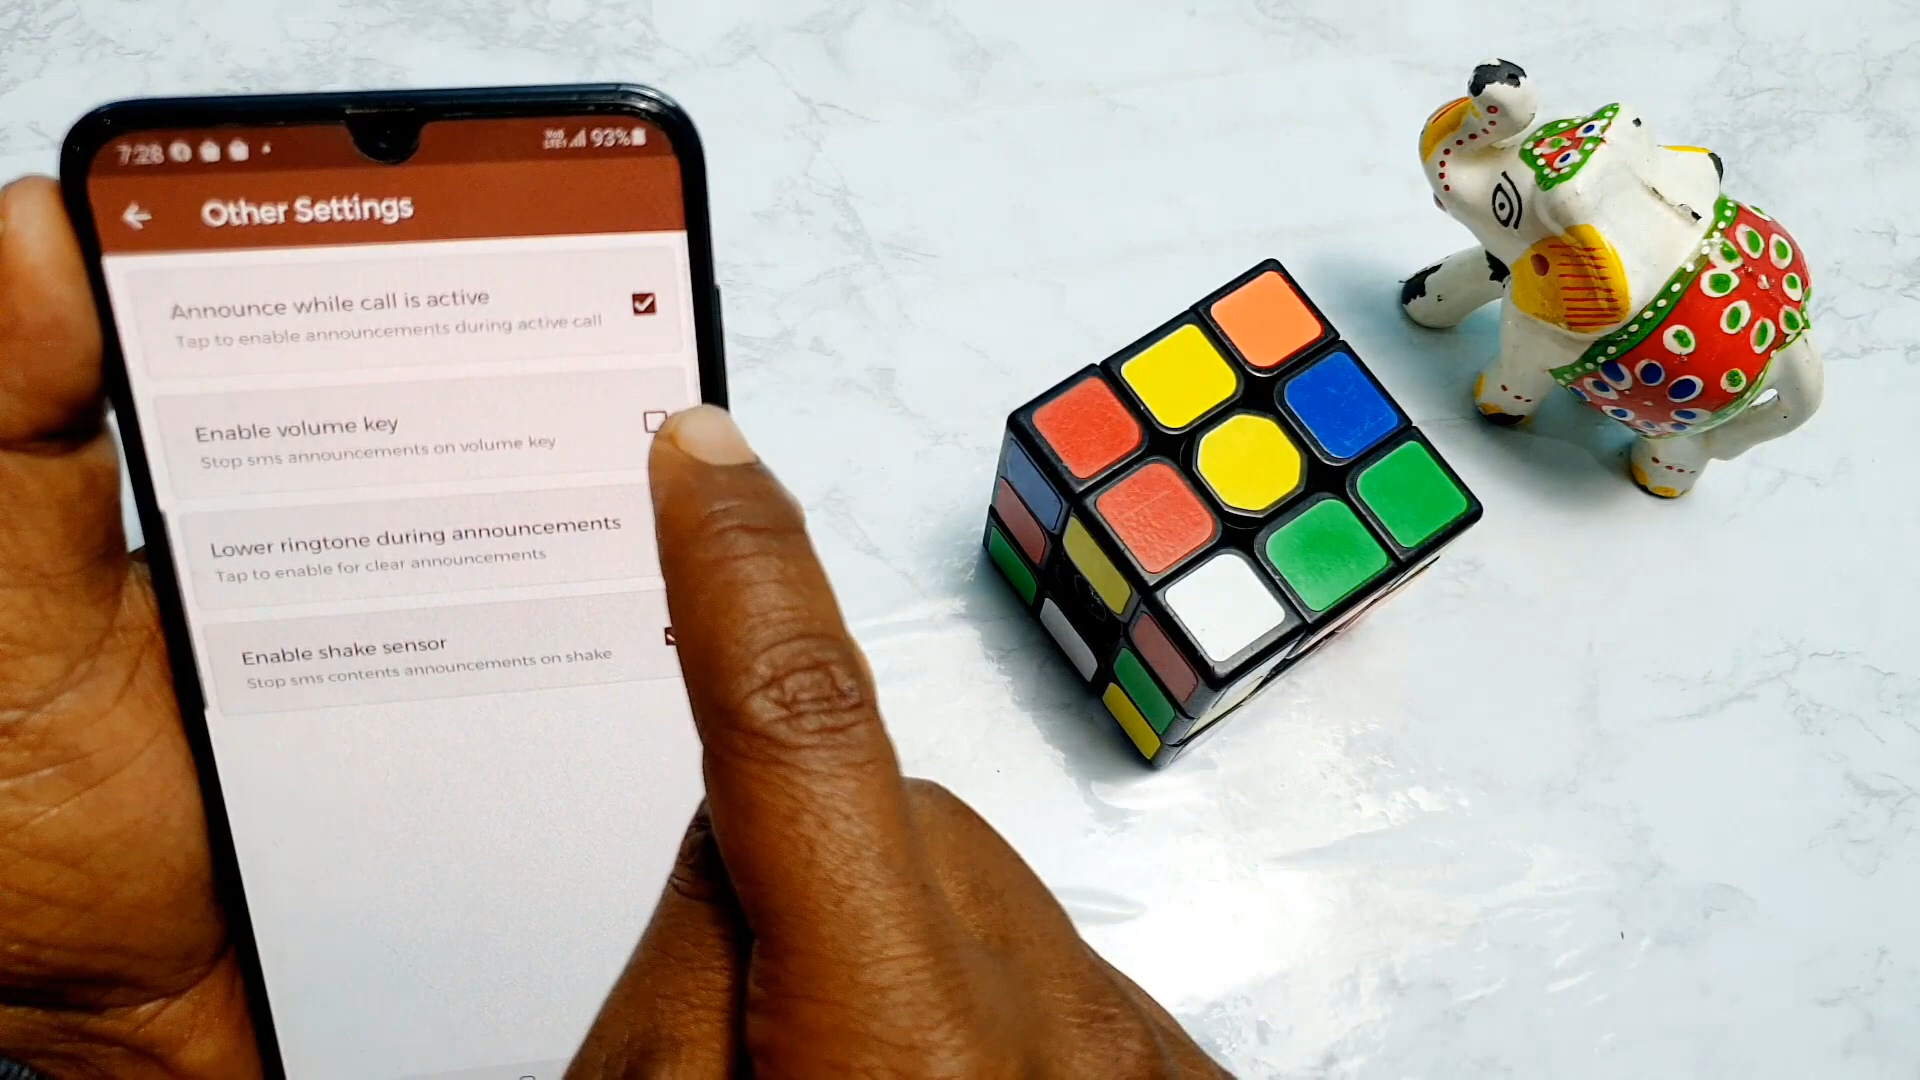 7:28
93%
Other Settings
Announce while call is active
Tap to enable announcements during active call
Enable volume key
Stop sms announcements on volume key
Lower ringtone during announcements
Tap to enable for clear announcements
Enable shake sensor
Stop sms contents announcements on shake